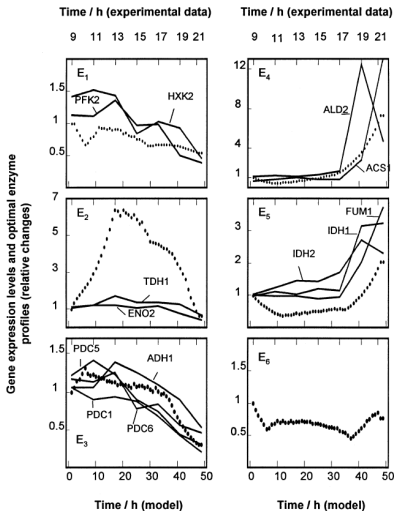 Time / h (experimental data)
Time / h (experimental data)
9 11 13 15 17 19 21
9 11 13 15 17 19 21
Gene expression levels and optimal enzyme
profiles (relative changes)
E1
1.5
1
0.5
PFK2
HXK2
E4
12
8
4
1
ALD2
ACS1
E2
7
6
4
2
1
TDH1
ENO2
E5
4
3
2
1
FUM1
IDH1
IDH2
PDC5
ADH1
1.5
1
0.5
PDC1
PDC6
E3
E6
1.5
1
0.5
0 10 20 30 40 50
0 10 20 30 40 50
Time / h (model)
Time / h (model)